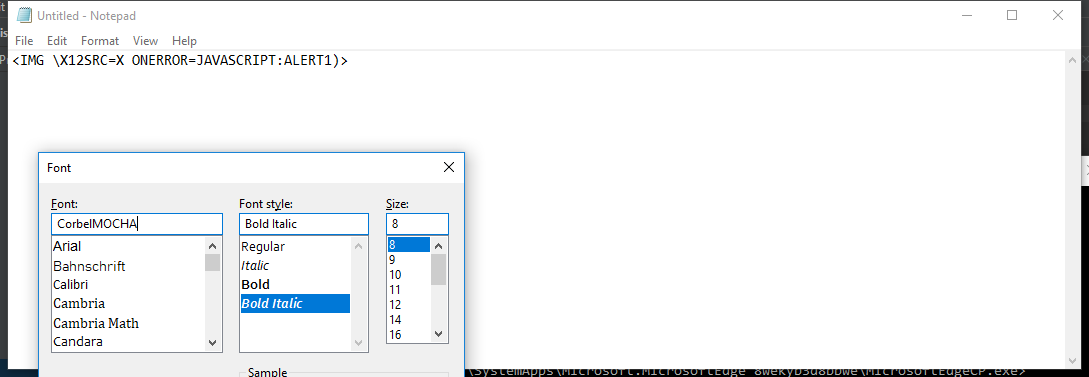 Untitled - Notepad
File Edit Format View Help
<IMG \X12SRC=X ONERROR=JAVASCRIPT:ALERT1)>
Font
Font: Font style: Size:
CorbelMOCHA Bold Italic 8
Arial Regular 8
Bahnschrift Italic 9
Calibri Bold 10
Cambria Bold Italic 11
Cambria Math 12
Candara 14
16
Sample
\SystemApps\Microsoft.MicrosoftEdge_8wekyb3d8bbwe\MicrosoftEdgeCP.exe>